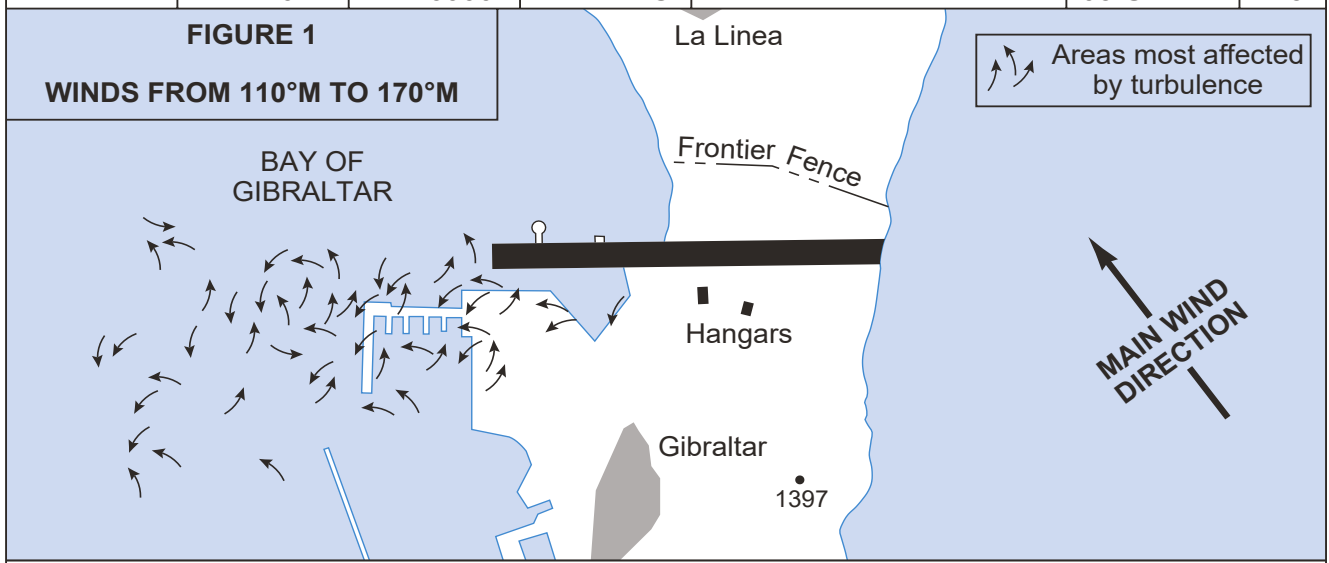 FIGURE 1
WINDS FROM 110°M TO 170°M
La Linea
Areas most affected
by turbulence
Frontier Fence
BAY OF
GIBRALTAR
Hangars
MAIN WIND
DIRECTION
Gibraltar
1397